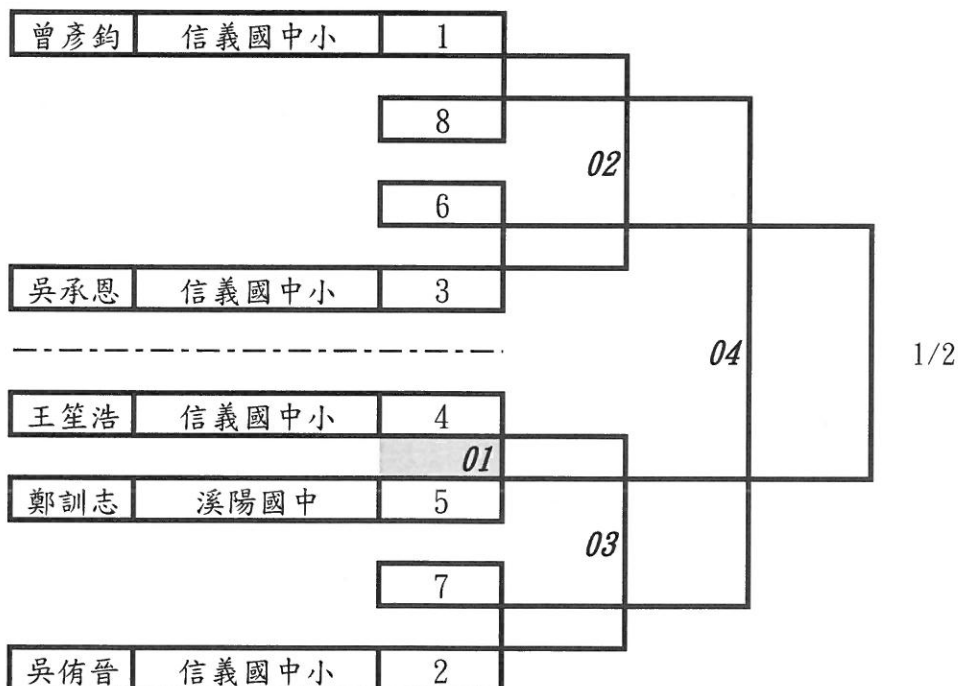 曾彥鈞 信義國中小 1
8
02
6
吳承恩 信義國中小 3
04 1/2
王笙浩 信義國中小 4
01
鄭訓志 溪陽國中 5
03
7
吳侑晉 信義國中小 2